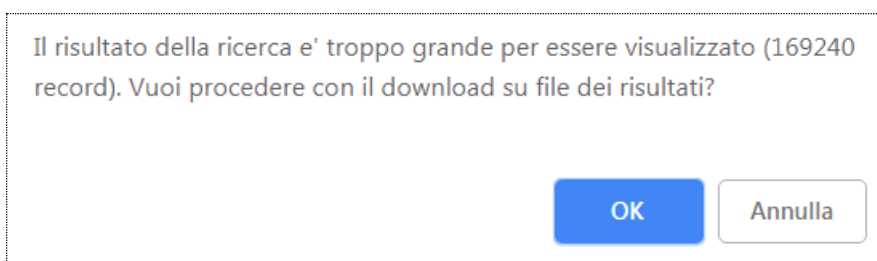 Il risultato della ricerca e' troppo grande per essere visualizzato (169240
record). Vuoi procedere con il download su file dei risultati?
OK
Annulla